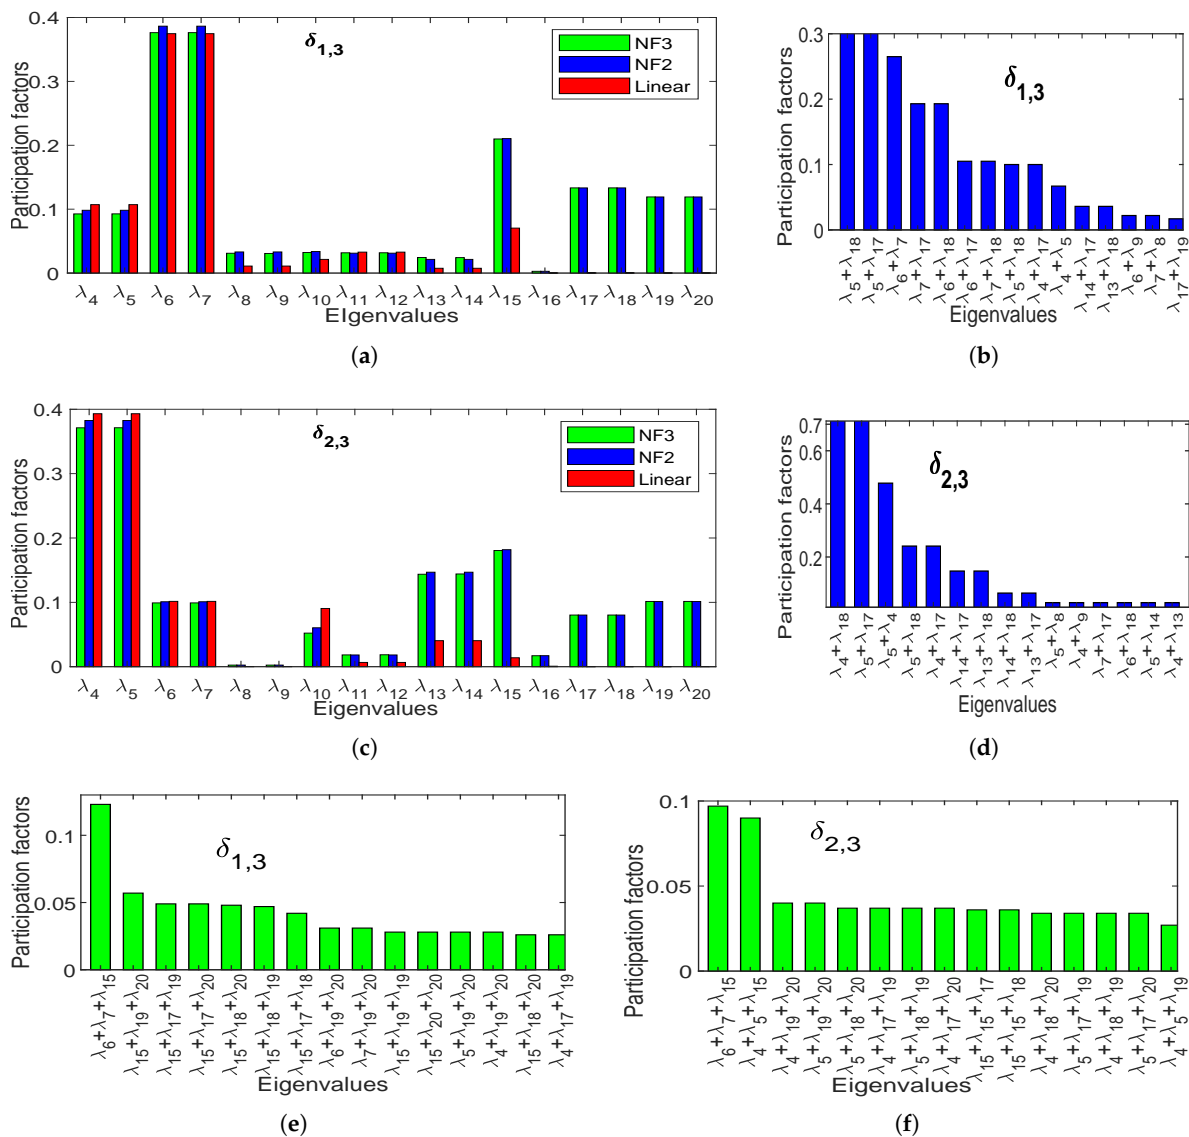 0.4
0.3
0.2
0.1
0
Participation factors
δ1,3
NF3
NF2
Linear
λ4 λ5 λ6 λ7 λ8 λ9 λ10 λ11 λ12 λ13 λ14 λ15 λ16 λ17 λ18 λ19 λ20
EIgenvalues
(a)
0.3
0.2
0.1
0
Participation factors
δ1,3
λ5+λ18
λ5+λ17
λ6+λ7
λ7+λ17
λ6+λ18
λ6+λ17
λ7+λ18
λ5+λ18
λ4+λ17
λ4+λ5
λ14+λ17
λ13+λ18
λ6+λ9
λ7+λ8
λ17+λ19
Eigenvalues
(b)
0.4
0.3
0.2
0.1
0
Participation factors
δ2,3
NF3
NF2
Linear
λ4 λ5 λ6 λ7 λ8 λ9 λ10 λ11 λ12 λ13 λ14 λ15 λ16 λ17 λ18 λ19 λ20
Eigenvalues
(c)
0.7
0.6
0.4
0.2
Participation factors
δ2,3
λ4+λ18
λ5+λ17
λ5+λ4
λ5+λ18
λ4+λ17
λ14+λ17
λ13+λ18
λ14+λ18
λ13+λ17
λ5+λ8
λ4+λ9
λ7+λ17
λ6+λ18
λ5+λ14
λ4+λ13
Eigenvalues
(d)
0.1
0.05
0
Participation factors
δ1,3
λ6+λ7+λ15
λ15+λ19+λ20
λ15+λ17+λ19
λ15+λ17+λ20
λ15+λ18+λ20
λ15+λ18+λ19
λ15+λ17+λ18
λ6+λ19+λ20
λ7+λ19+λ20
λ15+λ19+λ19
λ15+λ20+λ20
λ5+λ19+λ20
λ4+λ19+λ20
λ15+λ18+λ20
λ4+λ17+λ19
Eigenvalues
(e)
0.1
0.05
0
Participation factors
δ2,3
λ6+λ7+λ15
λ4+λ5+λ15
λ4+λ19+λ20
λ5+λ19+λ20
λ5+λ18+λ20
λ4+λ17+λ19
λ5+λ18+λ19
λ4+λ17+λ20
λ15+λ15+λ17
λ15+λ15+λ18
λ4+λ18+λ20
λ5+λ17+λ19
λ4+λ18+λ19
λ5+λ17+λ20
λ4+λ5+λ19
Eigenvalues
(f)